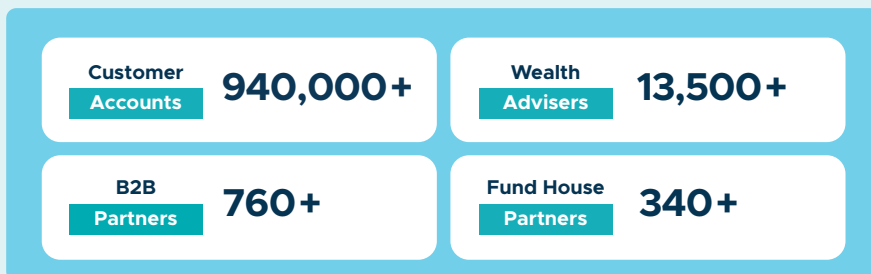 Customer
Accounts
940,000+
Wealth
Advisers
13,500+
B2B
Partners
760+
Fund House
Partners
340+